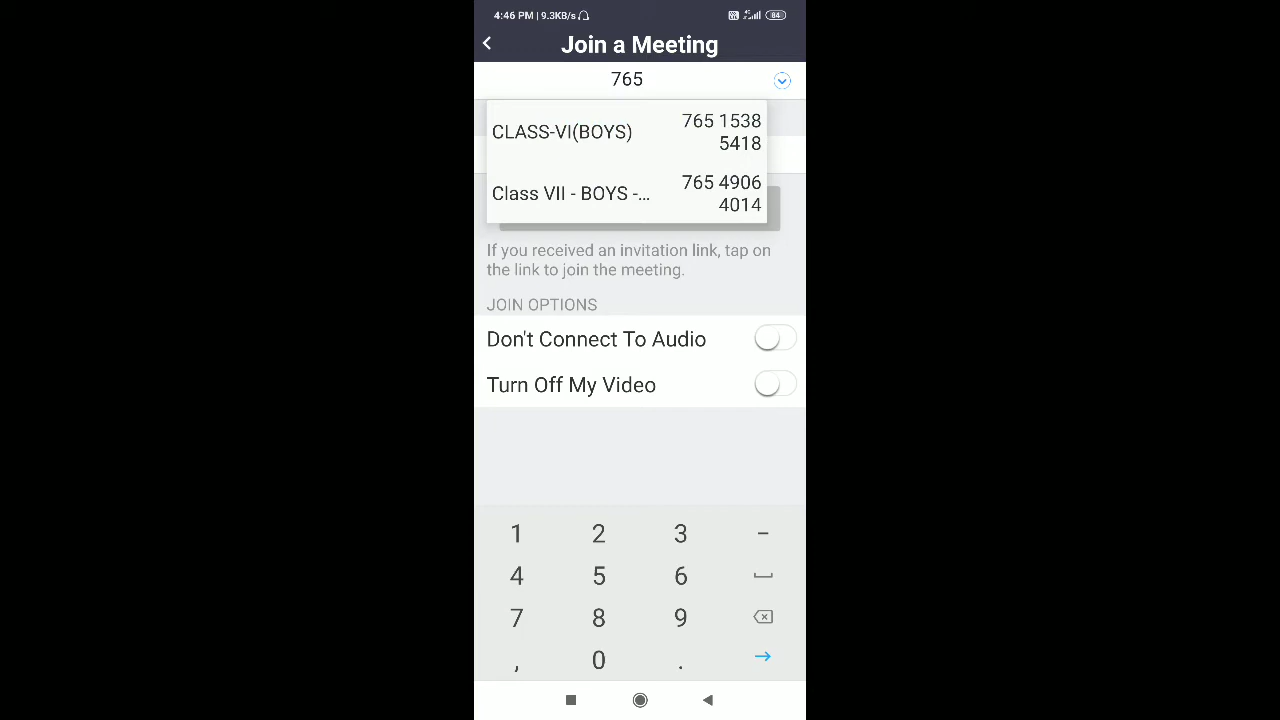 4:46 PM | 9.3KB/s 84
Join a Meeting
765
CLASS-VI(BOYS) 765 1538
5418
Class VII - BOYS -... 765 4906
4014
If you received an invitation link, tap on
the link to join the meeting.
JOIN OPTIONS
Don't Connect To Audio
Turn Off My Video
1 2 3 -
4 5 6
7 8 9
, 0 .